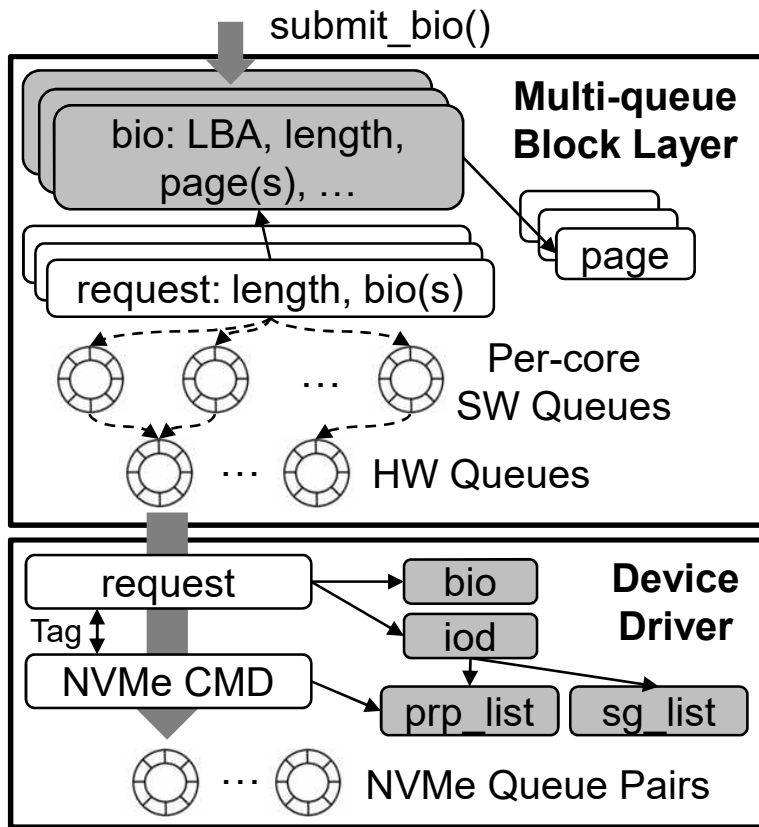 submit_bio()
Multi-queue
Block Layer
bio: LBA, length,
page(s), …
page
request: length, bio(s)
Per-core
SW Queues
…
HW Queues
…
Device
Driver
request
bio
Tag
iod
NVMe CMD
prp_list
sg_list
…
NVMe Queue Pairs